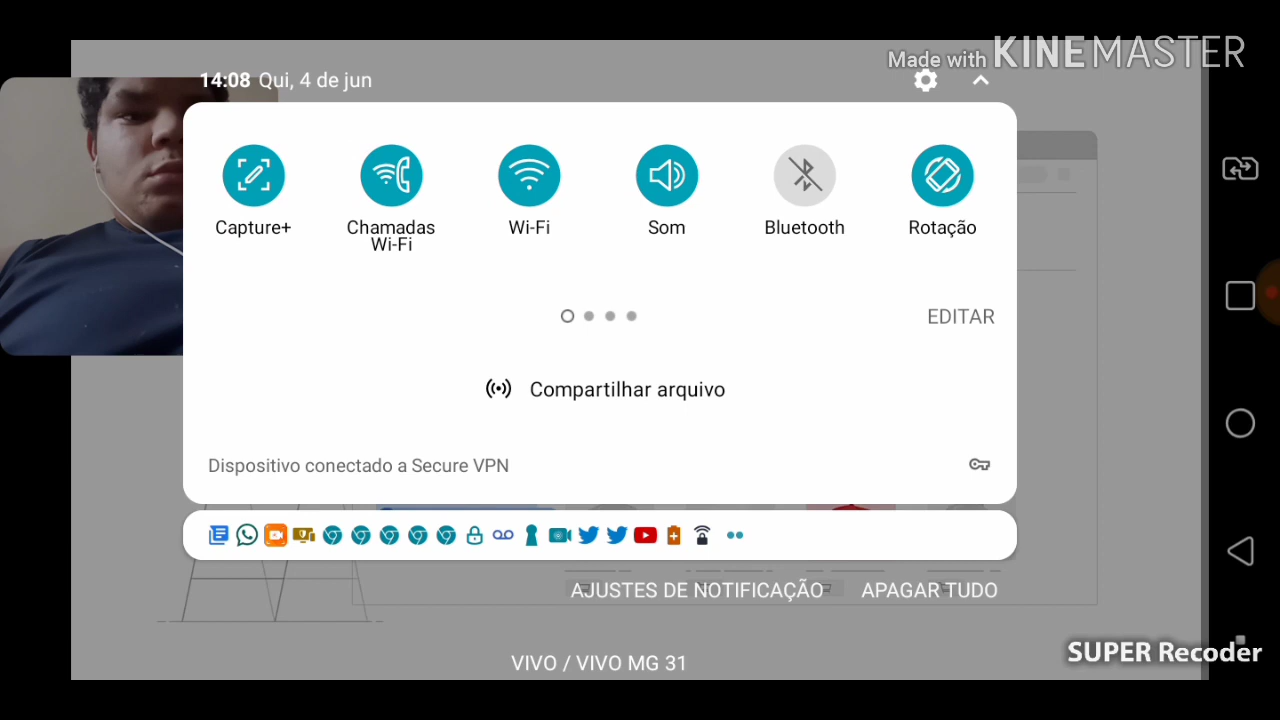 Made with KINEMASTER
14:08 Qui, 4 de jun
Capture+
Chamadas
Wi-Fi
Wi-Fi
Som
Bluetooth
Rotação
EDITAR
Compartilhar arquivo
Dispositivo conectado a Secure VPN
AJUSTES DE NOTIFICAÇÃO
APAGAR TUDO
VIVO / VIVO MG 31
SUPER Recoder